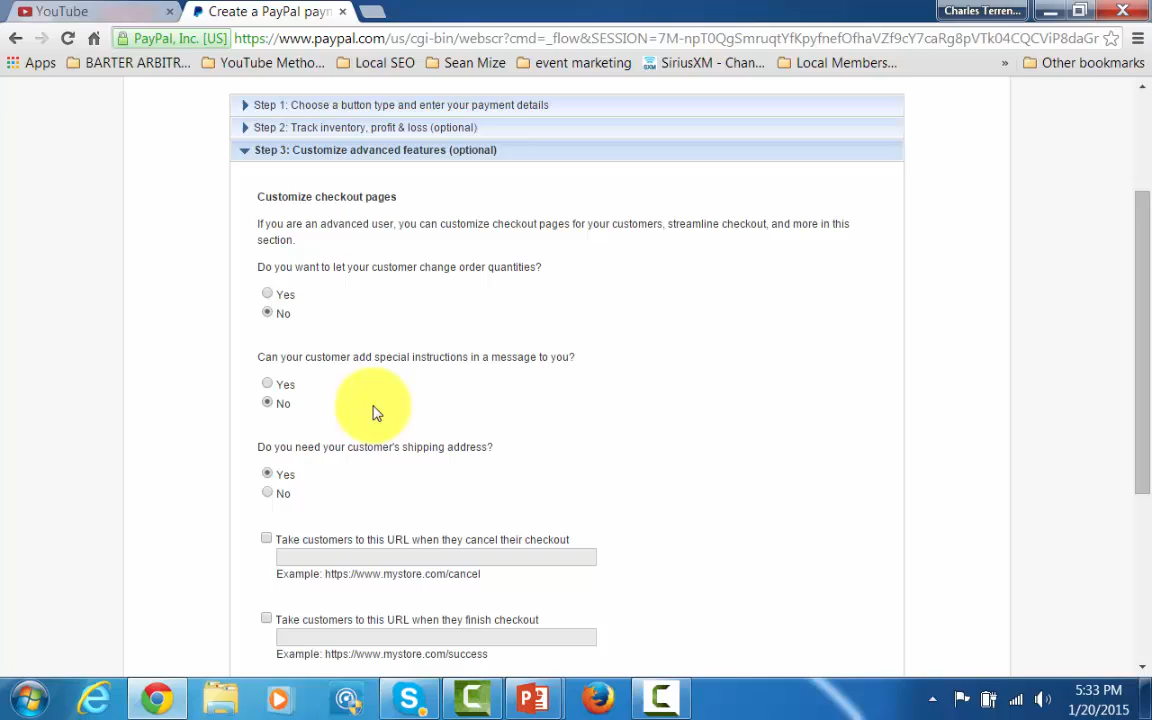 YouTube
Create a PayPal payn
Charles Terren...
PayPal, Inc. [US]
https://www.paypal.com/us/cgi-bin/webscr?cmd=_flow&SESSION=7M-npT0QgSmruqtYfKpyfnefOfhaVZf9cY7caRg8pVTk04CQCViP8daGr
Apps
BARTER ARBITR...
YouTube Metho...
Local SEO
Sean Mize
event marketing
SiriusXM - Chan...
Local Members...
»
Other bookmarks
Step 1: Choose a button type and enter your payment details
Step 2: Track inventory, profit & loss (optional)
Step 3: Customize advanced features (optional)
Customize checkout pages
If you are an advanced user, you can customize checkout pages for your customers, streamline checkout, and more in this
section.
Do you want to let your customer change order quantities?
Yes
No
Can your customer add special instructions in a message to you?
Yes
No
Do you need your customer's shipping address?
Yes
No
Take customers to this URL when they cancel their checkout
Example: https://www.mystore.com/cancel
Take customers to this URL when they finish checkout
Example: https://www.mystore.com/success
5:33 PM
1/20/2015